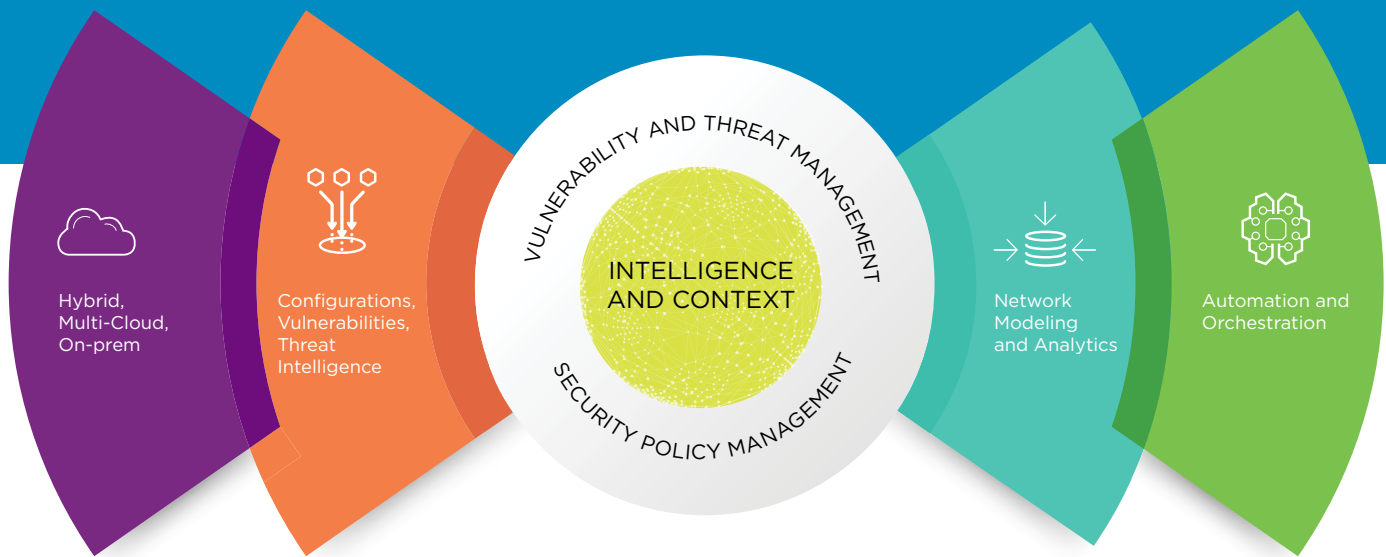 Hybrid,
Multi-Cloud,
On-prem
Configurations,
Vulnerabilities,
Threat
Intelligence
VULNERABILITY AND THREAT MANAGEMENT
INTELLIGENCE
AND CONTEXT
SECURITY POLICY MANAGEMENT
Network
Modeling
and Analytics
Automation and
Orchestration